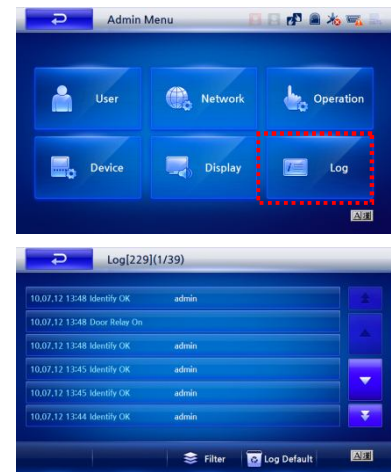 Admin Menu
User
Network
Operation
Device
Display
Log
Log[229](1/39)
10,07,12 13:48 Identify OK admin
10,07,12 13:48 Door Relay On
10,07,12 13:48 Identify OK admin
10,07,12 13:45 Identify OK admin
10,07,12 13:45 Identify OK admin
10,07,12 13:44 Identify OK admin
Filter
Log Default